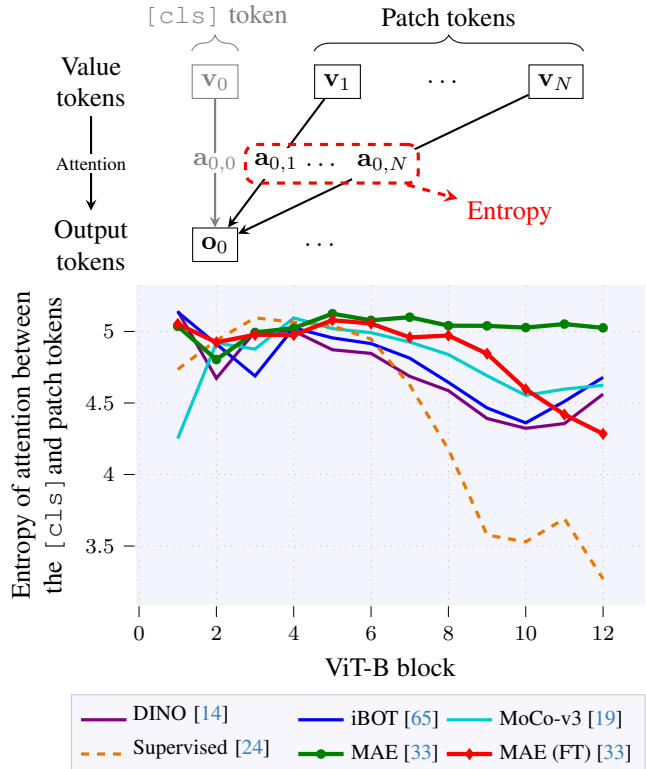 [cls] token Patch tokens
Value tokens
v0 v1 ... vN
Attention
a0,0 a0,1 ... a0,N
Entropy
Output tokens
o0 ...
Entropy of attention between
the [cls] and patch tokens
5
4.5
4
3.5
0 2 4 6 8 10 12
ViT-B block
DINO [14] iBOT [65] MoCo-v3 [19]
Supervised [24] MAE [33] MAE (FT) [33]